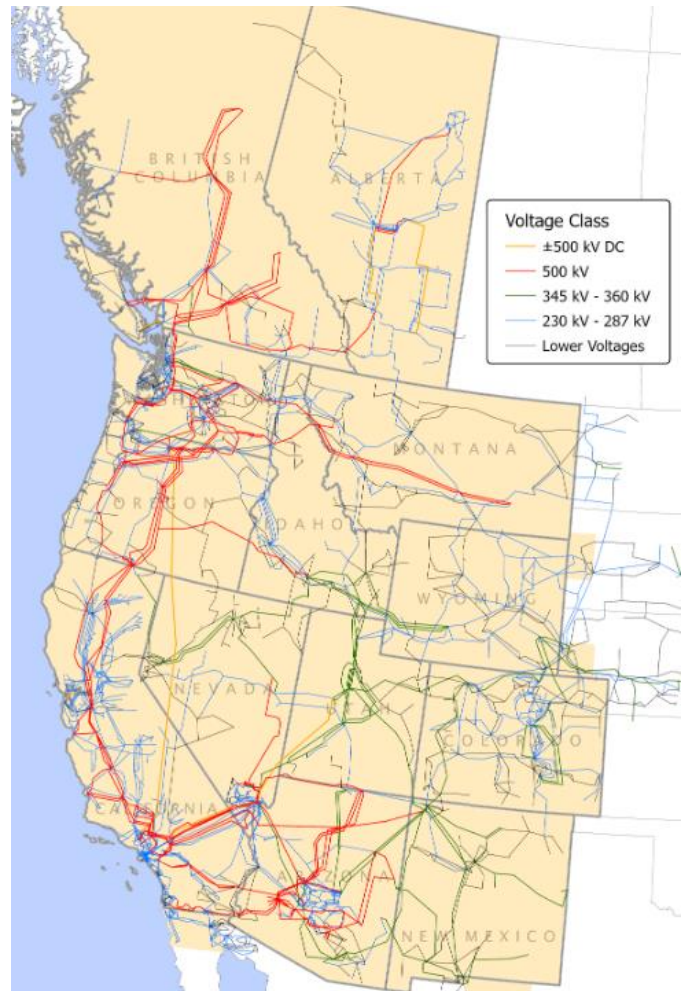 BRITISH
COLUMBIA
ALBERTA
Voltage Class
±500 kV DC
500 kV
345 kV - 360 kV
230 kV - 287 kV
Lower Voltages
WASHINGTON
MONTANA
OREGON
IDAHO
WYOMING
NEVADA
UTAH
COLORADO
CALIFORNIA
ARIZONA
NEW MEXICO